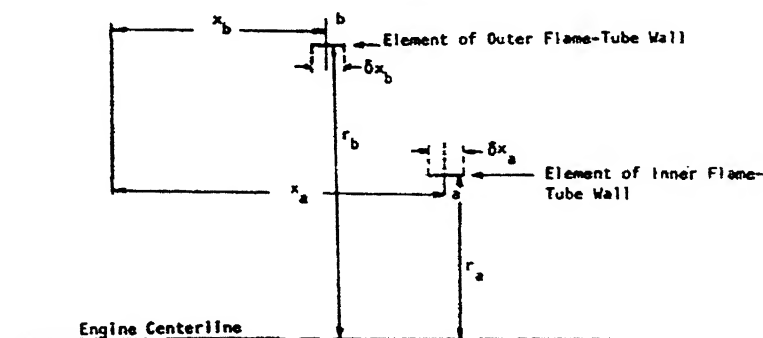 x_b
b
Element of Outer Flame-Tube Wall
δx_b
r_b
δx_a
Element of Inner Flame-
Tube Wall
x_a
a
r_a
Engine Centerline